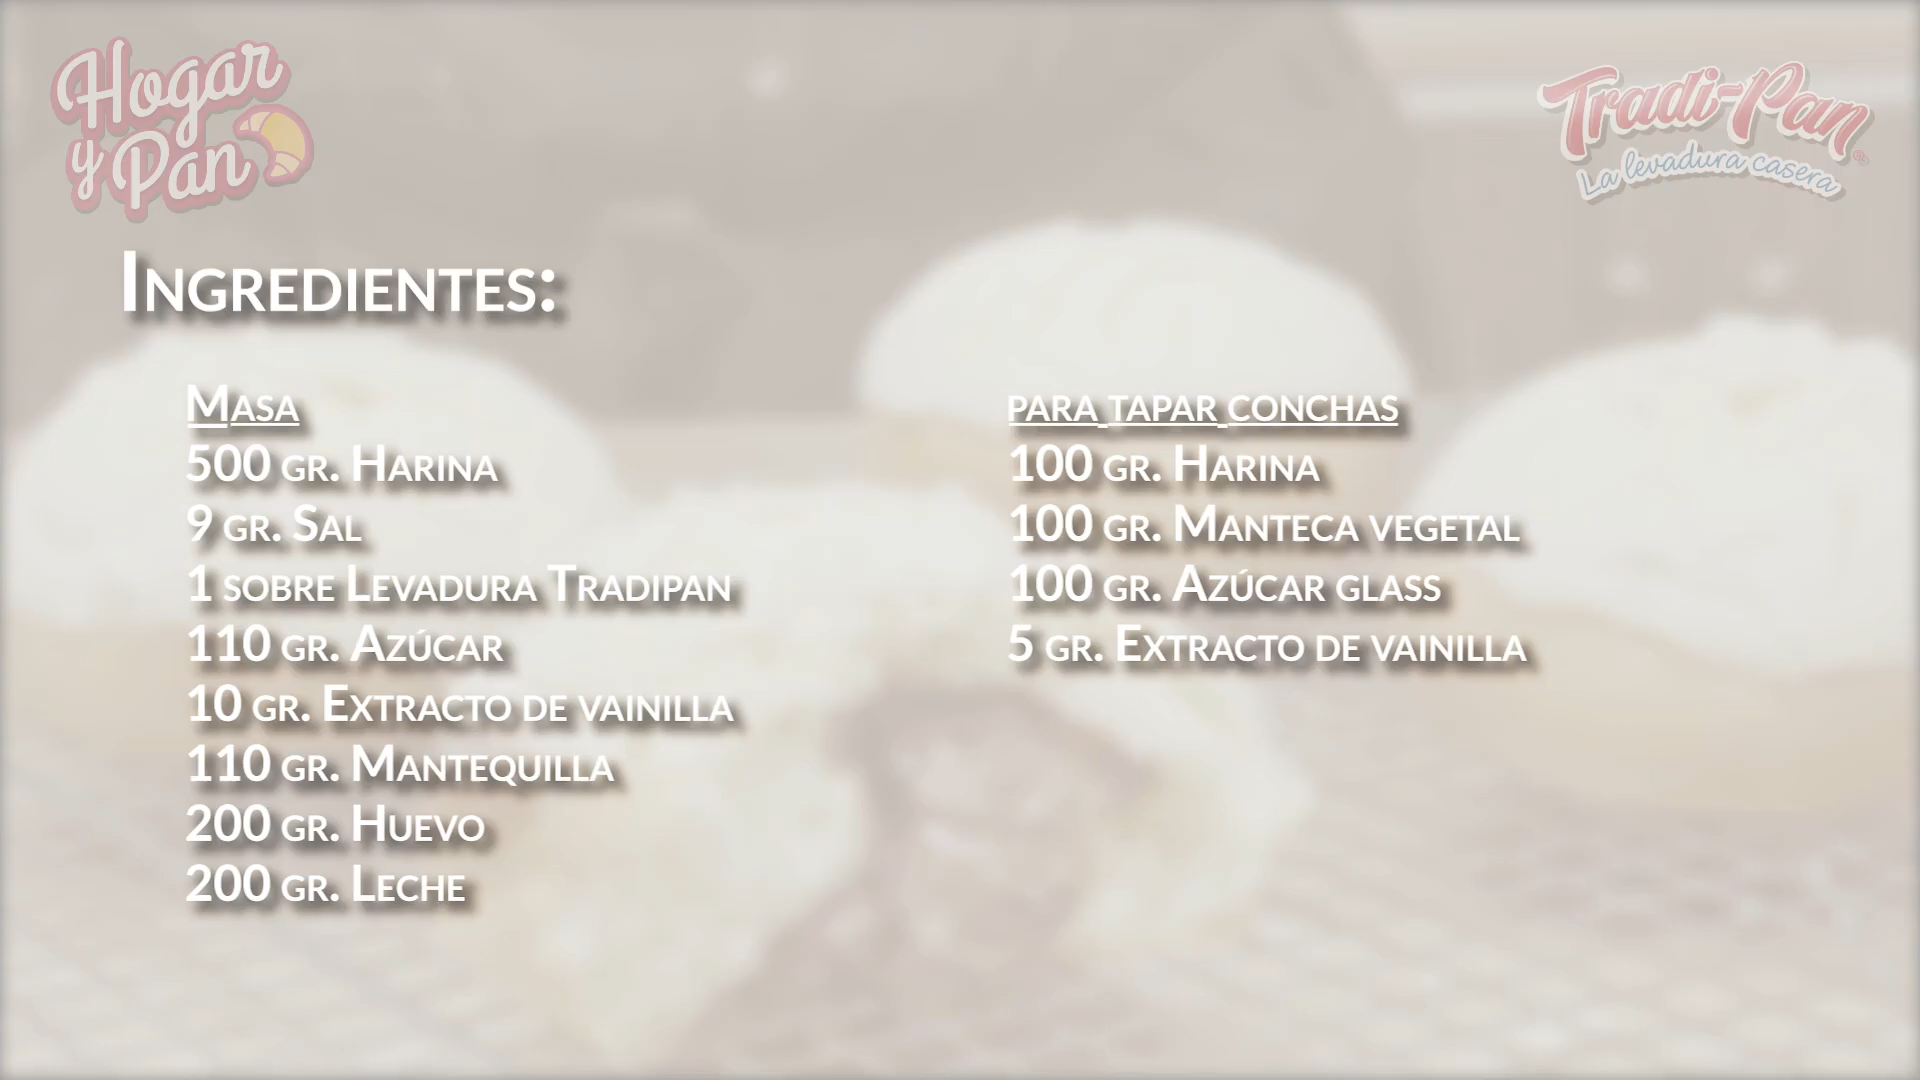 Hogar
y Pan
Tradi-Pan®
La levadura casera
Ingredientes:
Masa
500 gr. Harina
9 gr. Sal
1 sobre Levadura Tradipan
110 gr. Azúcar
10 gr. Extracto de vainilla
110 gr. Mantequilla
200 gr. Huevo
200 gr. Leche
para tapar conchas
100 gr. Harina
100 gr. Manteca vegetal
100 gr. Azúcar glass
5 gr. Extracto de vainilla